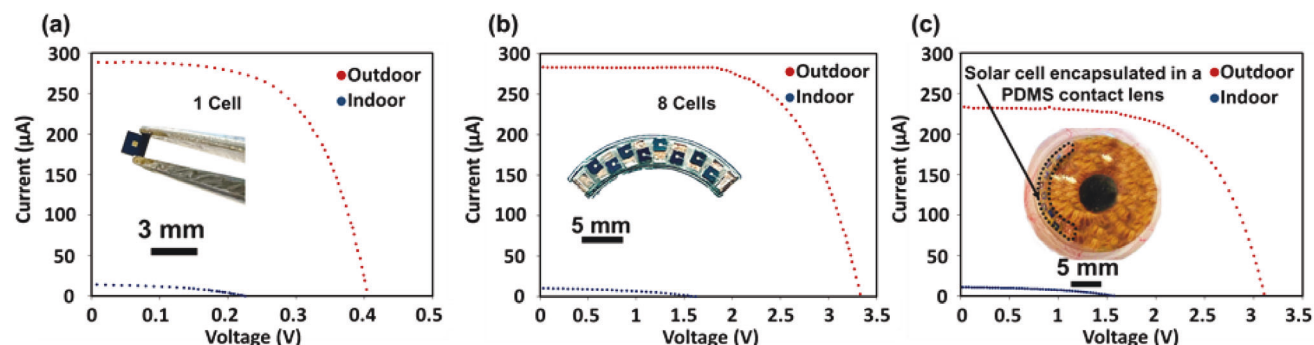 (a)
300
250
200
150
100
50
0
Current (µA)
Outdoor
Indoor
1 Cell
3 mm
0 0.1 0.2 0.3 0.4 0.5
Voltage (V)
(b)
300
250
200
150
100
50
0
Current (µA)
Outdoor
Indoor
8 Cells
5 mm
0 0.5 1 1.5 2 2.5 3 3.5
Voltage (V)
(c)
300
250
200
150
100
50
0
Current (µA)
Outdoor
Indoor
Solar cell encapsulated in a
PDMS contact lens
5 mm
0 0.5 1 1.5 2 2.5 3 3.5
Voltage (V)